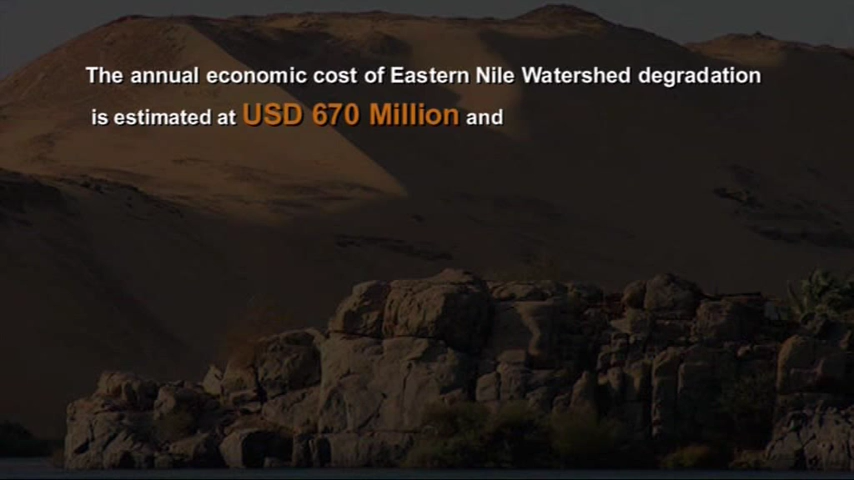 The annual economic cost of Eastern Nile Watershed degradation
is estimated at USD 670 Million and